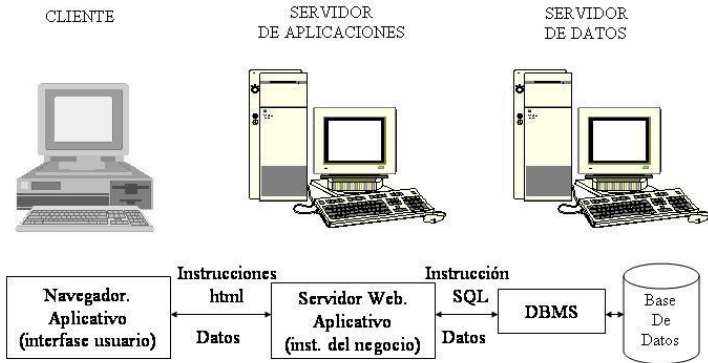 CLIENTE
SERVIDOR
DE APLICACIONES
SERVIDOR
DE DATOS
Navegador.
Aplicativo
(interfase usuario)
Instrucciones
html
Datos
Servidor Web.
Aplicativo
(inst. del negocio)
Instrucción
SQL
Datos
DBMS
Base
De
Datos